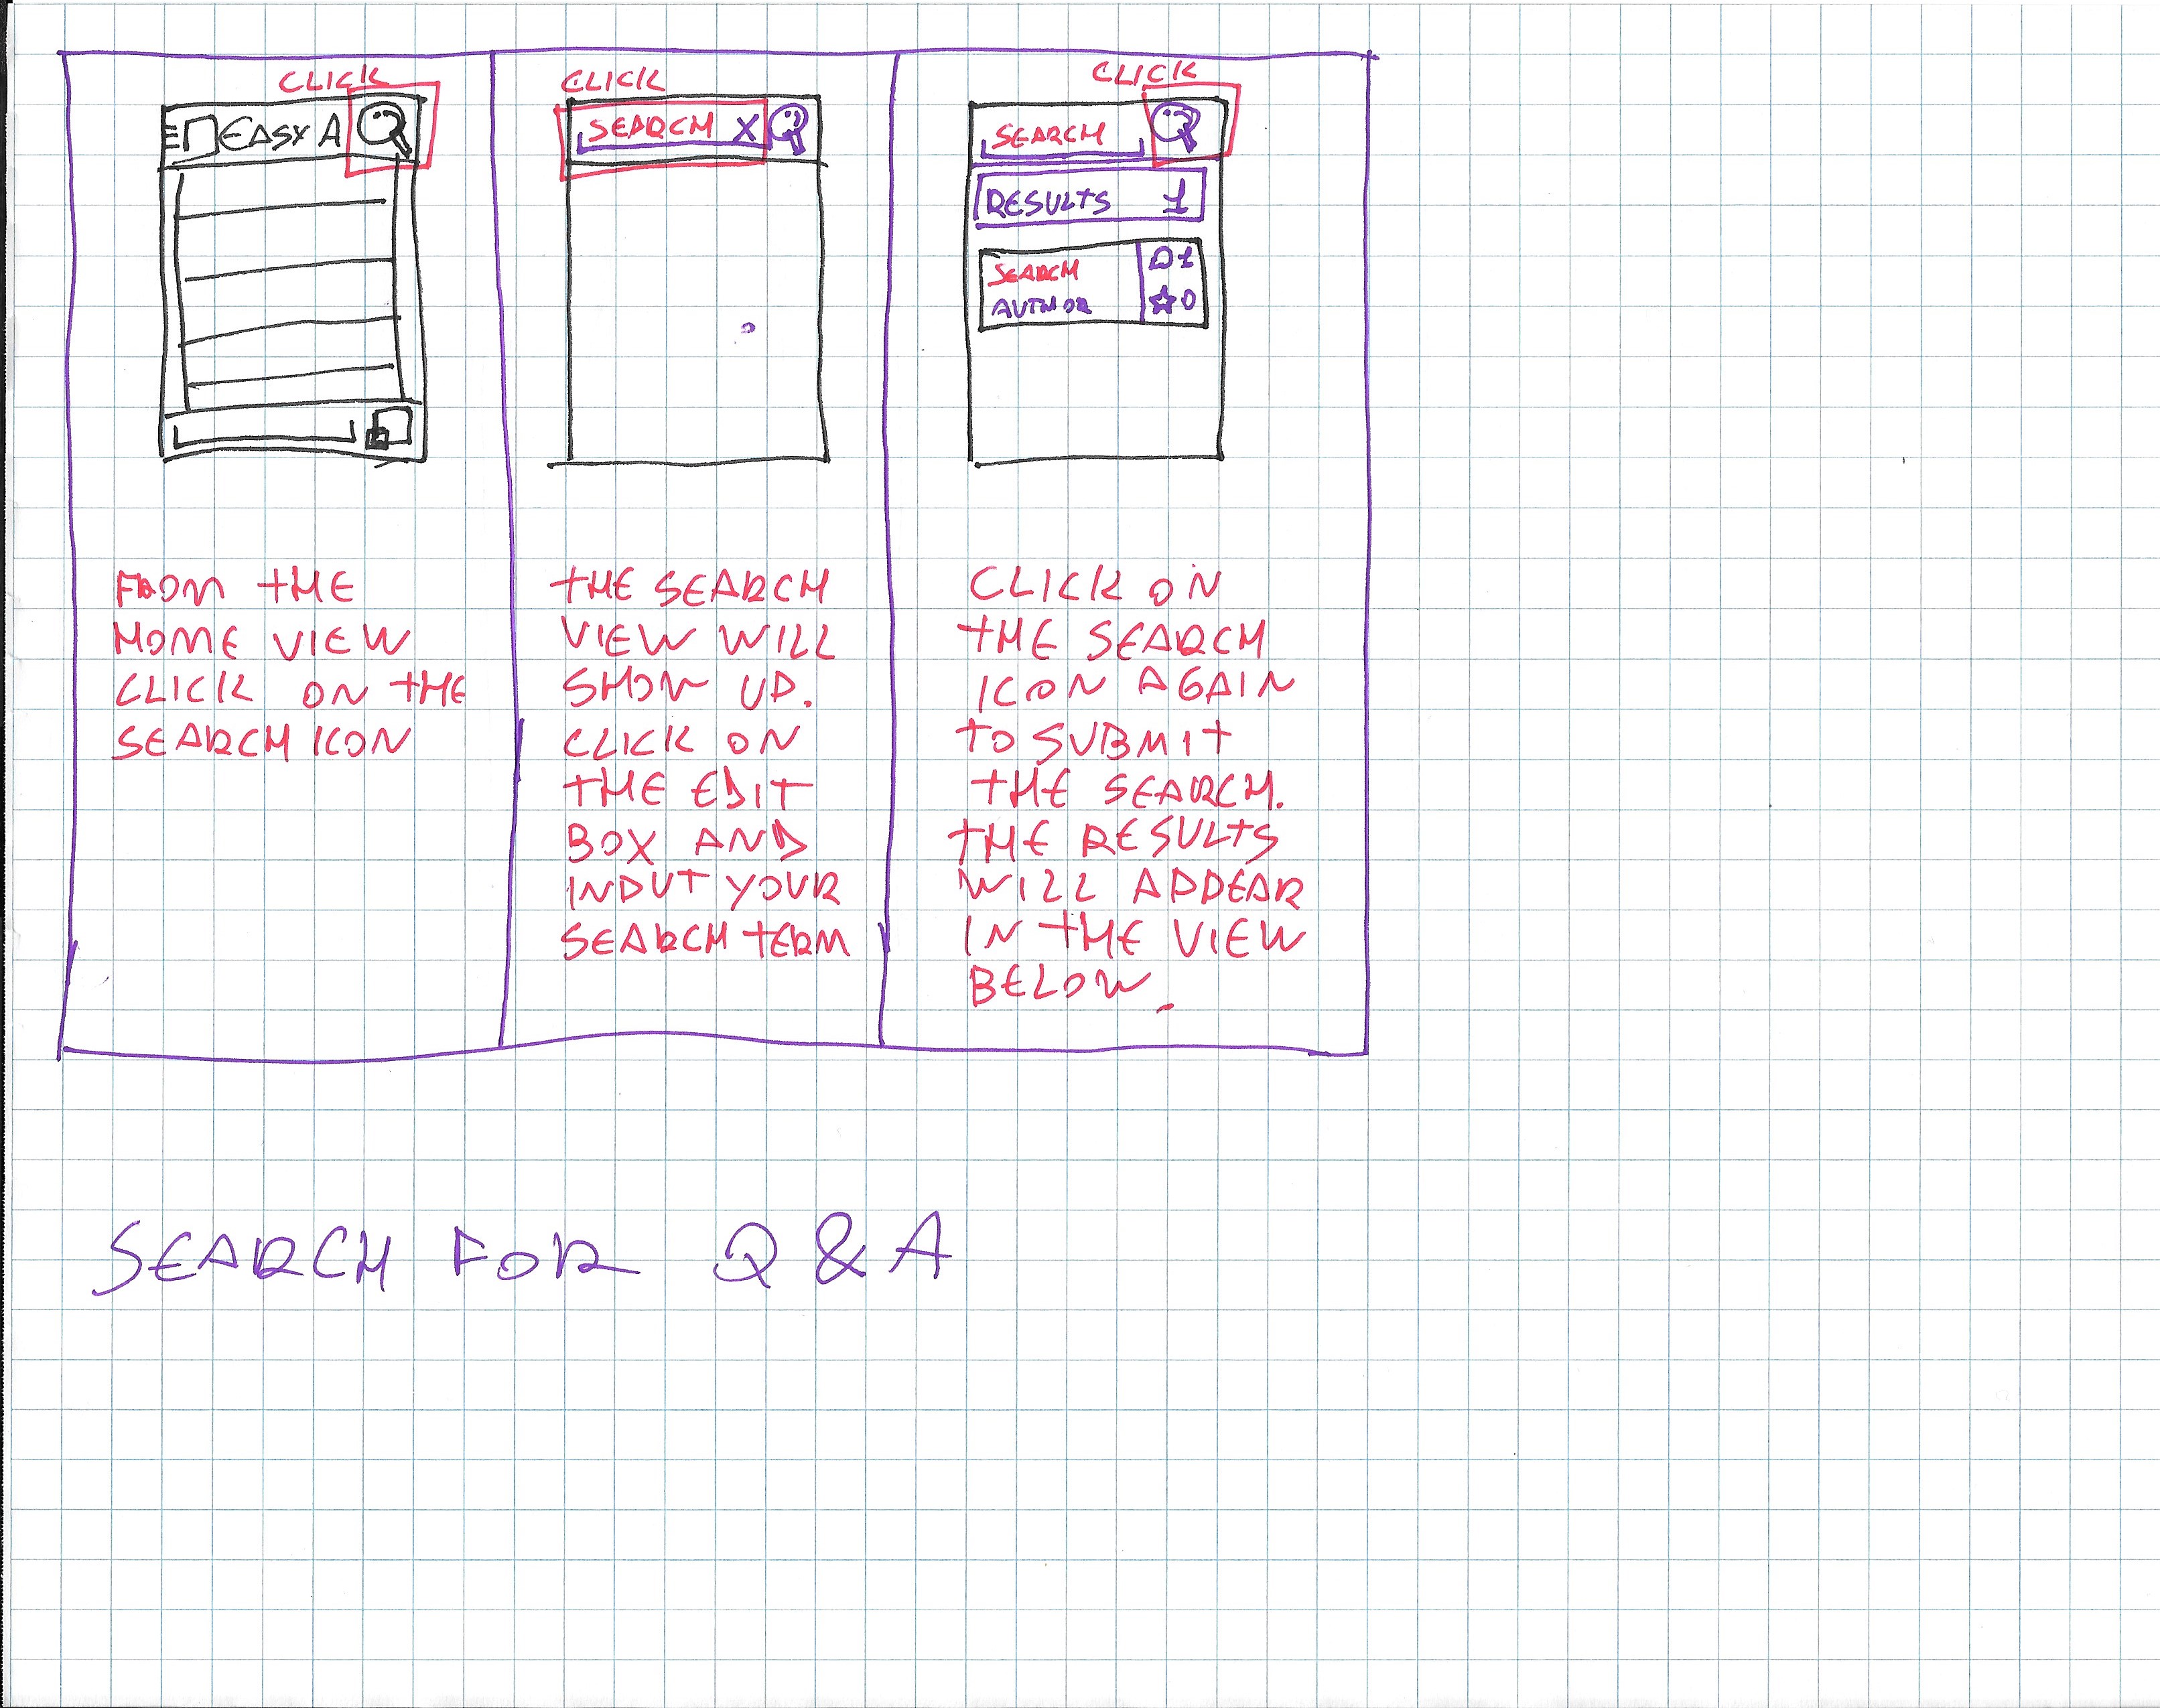 CLICK
EASY A
FROM THE
HOME VIEW
CLICK ON THE
SEARCH ICON
CLICK
SEARCH X
THE SEARCH
VIEW WILL
SHOW UP.
CLICK ON
THE EDIT
BOX AND
INPUT YOUR
SEARCH TERM
CLICK
SEARCH
RESULTS 1
SEARCH 1
AUTHOR 0
CLICK ON
THE SEARCH
ICON AGAIN
TO SUBMIT
THE SEARCH.
THE RESULTS
WILL APPEAR
IN THE VIEW
BELOW.
SEARCH FOR Q & A